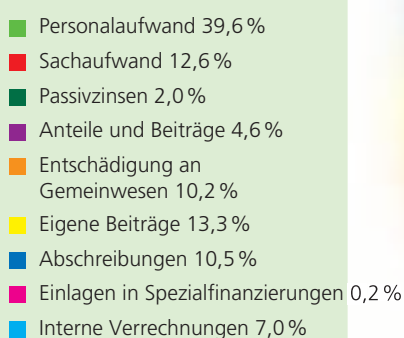 Personalaufwand 39,6 %
Sachaufwand 12,6 %
Passivzinsen 2,0 %
Anteile und Beiträge 4,6 %
Entschädigung an
Gemeinwesen 10,2 %
Eigene Beiträge 13,3 %
Abschreibungen 10,5 %
Einlagen in Spezialfinanzierungen 0,2 %
Interne Verrechnungen 7,0 %